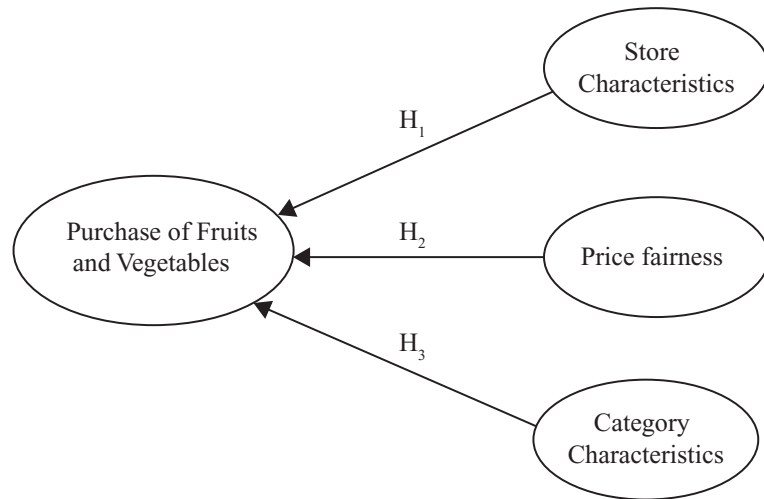 Store
Characteristics
H₁
Purchase of Fruits
and Vegetables
H₂
Price fairness
H₃
Category
Characteristics